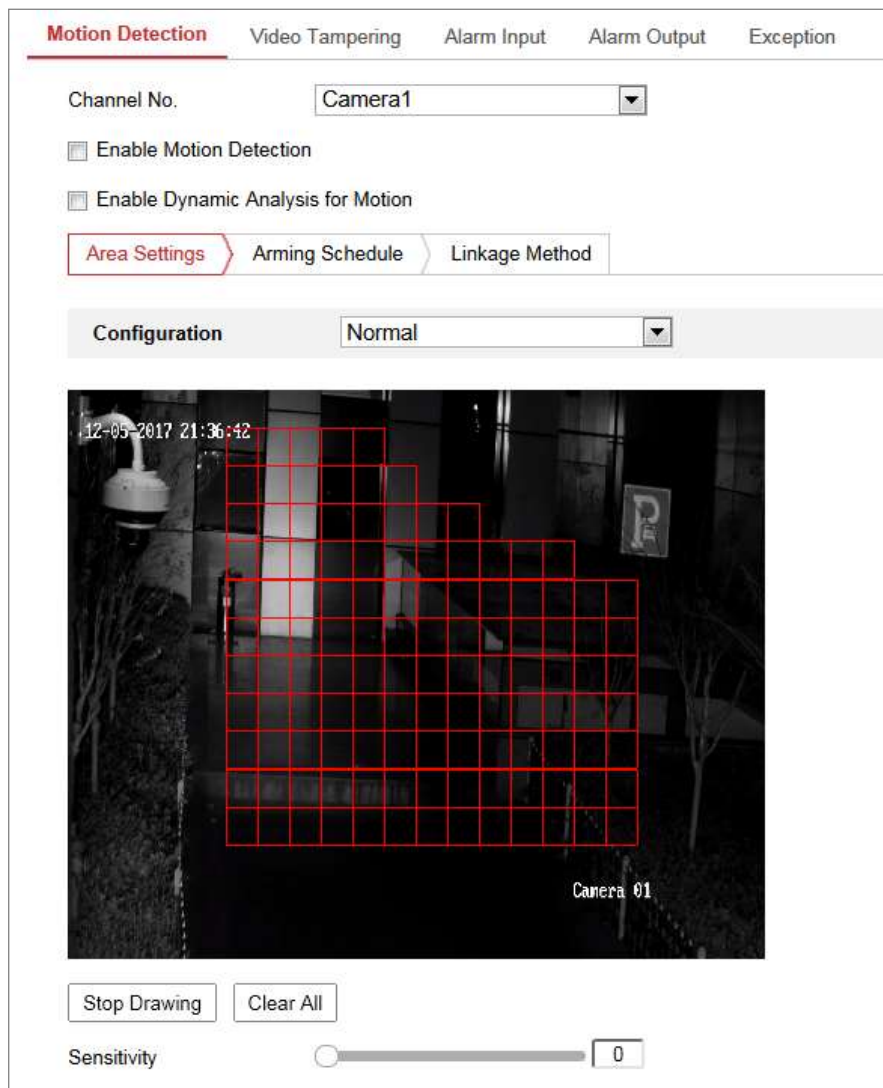 Motion Detection Video Tampering Alarm Input Alarm Output Exception
Channel No. Camera1
Enable Motion Detection
Enable Dynamic Analysis for Motion
Area Settings Arming Schedule Linkage Method
Configuration Normal
12-05-2017 21:36:42
P
Camera 01
Stop Drawing Clear All
Sensitivity 0